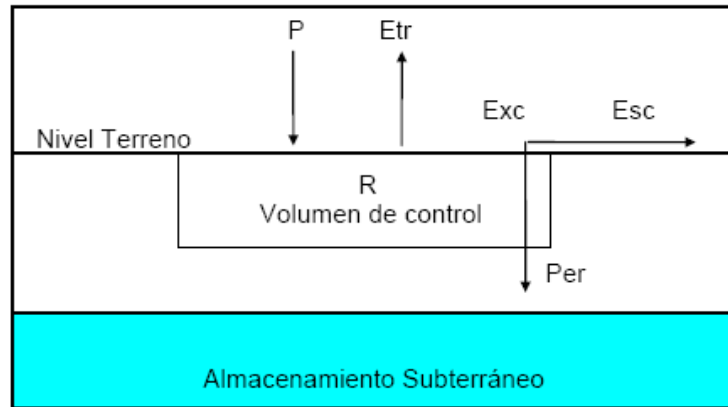 P
Etr
Exc
Esc
Nivel Terreno
R
Volumen de control
Per
Almacenamiento Subterráneo